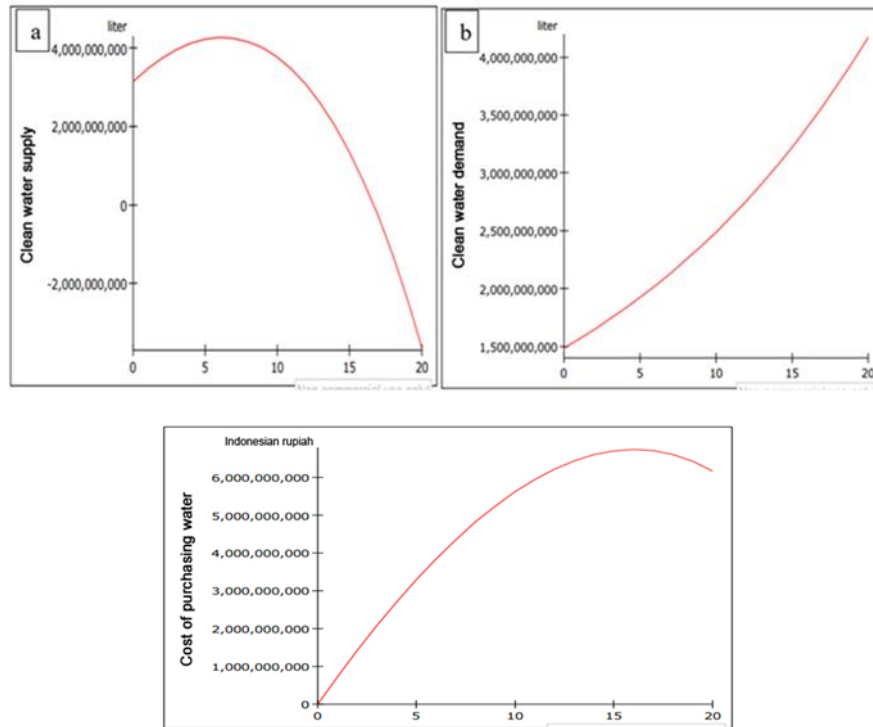 a
liter
4,000,000,000
2,000,000,000
0
-2,000,000,000
0 5 10 15 20
Clean water supply
b
liter
4,000,000,000
3,500,000,000
3,000,000,000
2,500,000,000
2,000,000,000
1,500,000,000
0 5 10 15 20
Clean water demand
Indonesian rupiah
6,000,000,000
5,000,000,000
4,000,000,000
3,000,000,000
2,000,000,000
1,000,000,000
0
0 5 10 15 20
Cost of purchasing water